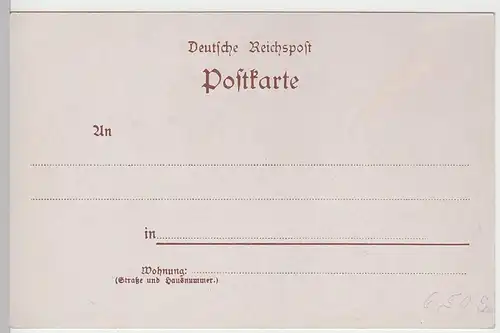 Deutsche Reichspost
Postkarte
An
in
Wohnung:
(Straße und Hausnummer.)